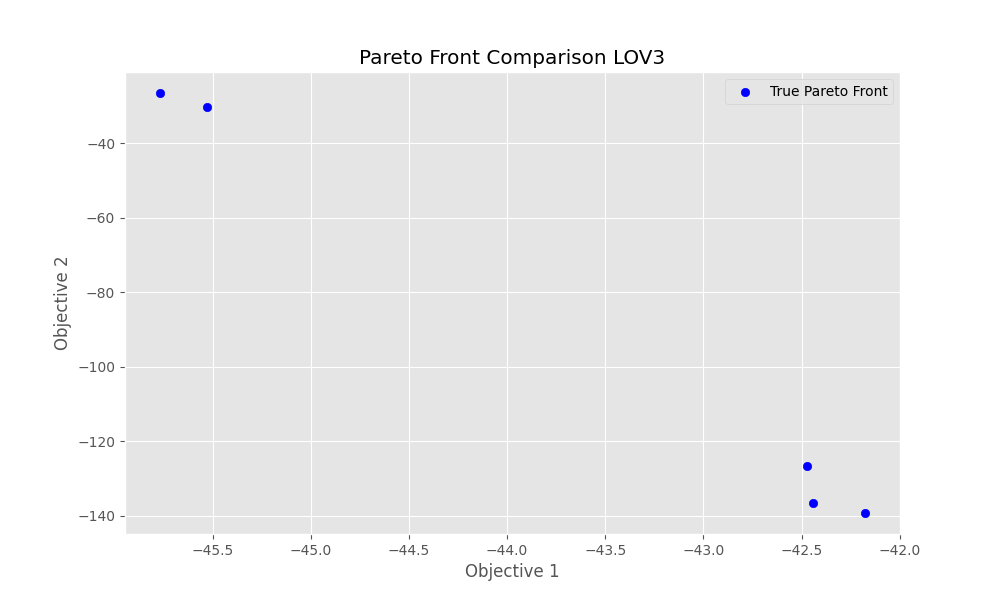 Pareto Front Comparison LOV3
True Pareto Front
Objective 2
−40
−60
−80
−100
−120
−140
−45.5 −45.0 −44.5 −44.0 −43.5 −43.0 −42.5 −42.0
Objective 1